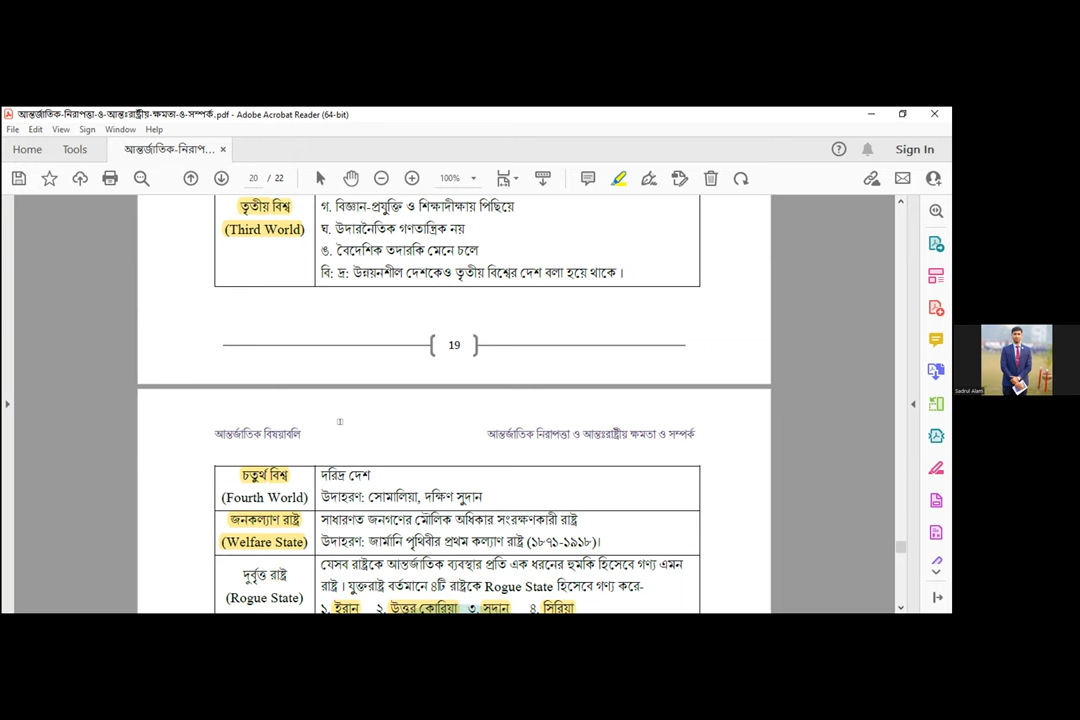 আন্তর্জাতিক-নিরাপত্তা-ও-আন্তঃরাষ্ট্রীয়-ক্ষমতা-ও-সম্পর্ক.pdf - Adobe Acrobat Reader (64-bit)
File Edit View Sign Window Help
Home Tools আন্তর্জাতিক-নিরাপ... × Sign In
20 / 22 100%
তৃতীয় বিশ্ব
(Third World)
গ. বিজ্ঞান-প্রযুক্তি ও শিক্ষাদীক্ষায় পিছিয়ে
ঘ. উদারনৈতিক গণতান্ত্রিক নয়
ঙ. বৈদেশিক তদারকি মেনে চলে
বি: দ্র: উন্নয়নশীল দেশকেও তৃতীয় বিশ্বের দেশ বলা হয়ে থাকে।
19
আন্তর্জাতিক বিষয়াবলি আন্তর্জাতিক নিরাপত্তা ও আন্তঃরাষ্ট্রীয় ক্ষমতা ও সম্পর্ক
চতুর্থ বিশ্ব
(Fourth World)
দরিদ্র দেশ
উদাহরণ: সোমালিয়া, দক্ষিণ সুদান
জনকল্যাণ রাষ্ট্র
(Welfare State)
সাধারণত জনগণের মৌলিক অধিকার সংরক্ষণকারী রাষ্ট্র
উদাহরণ: জার্মানি পৃথিবীর প্রথম কল্যাণ রাষ্ট্র (১৮৭১-১৯১৮)।
দুর্বৃত্ত রাষ্ট্র
(Rogue State)
যেসব রাষ্ট্রকে আন্তর্জাতিক ব্যবস্থার প্রতি এক ধরনের হুমকি হিসেবে গণ্য এমন
রাষ্ট্র। যুক্তরাষ্ট্র বর্তমানে ৪টি রাষ্ট্রকে Rogue State হিসেবে গণ্য করে-
১. ইরান ২. উত্তর কোরিয়া ৩. সুদান ৪. সিরিয়া
Sadrul Alam